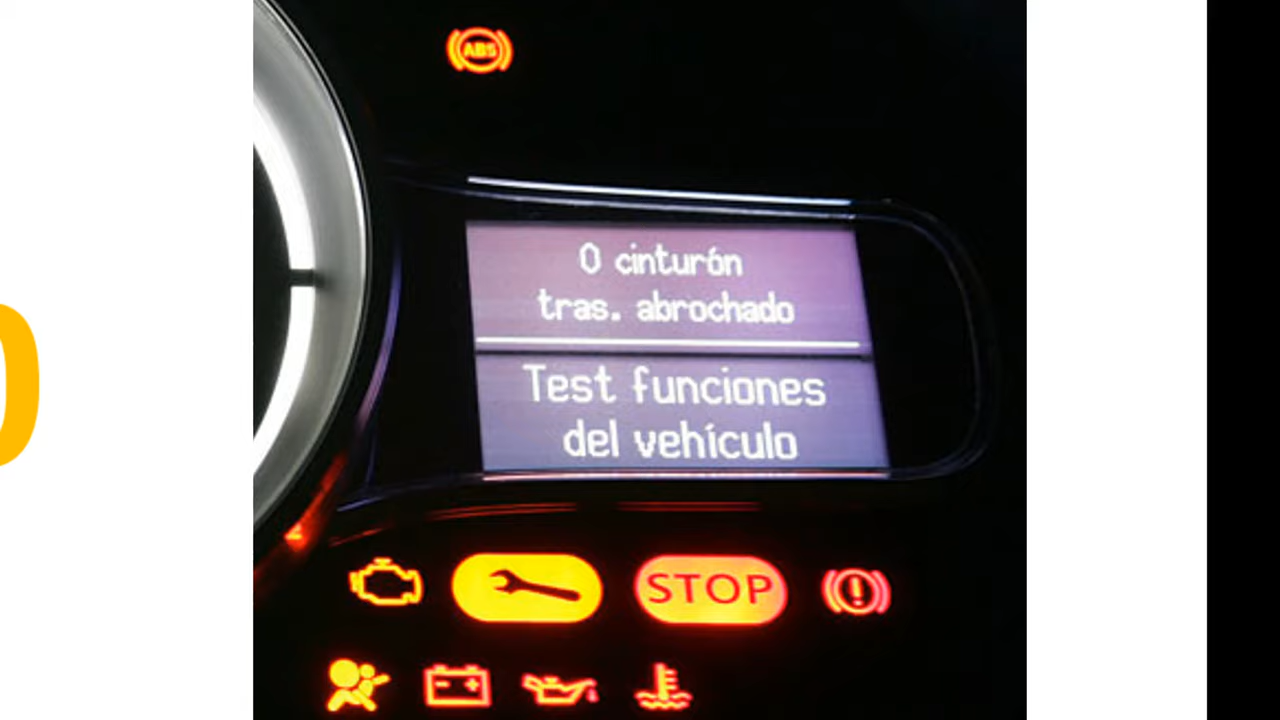 ABS
0 cinturón
tras. abrochado
Test funciones
del vehículo
STOP